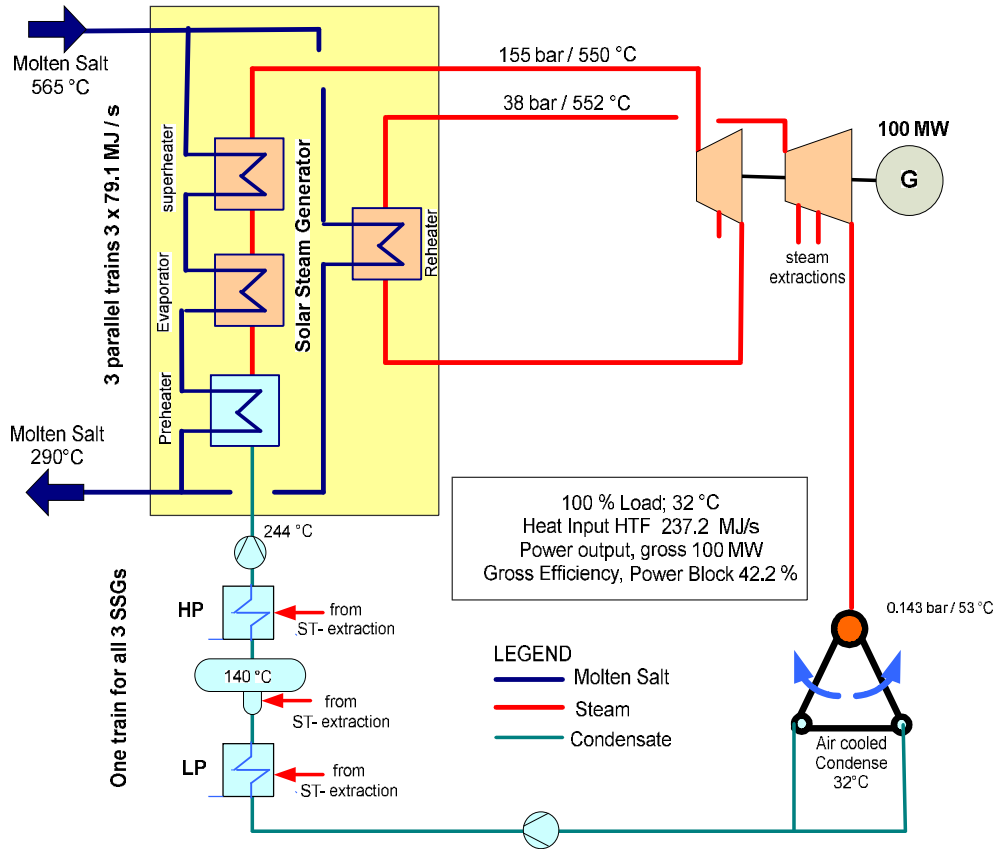 Molten Salt
565 °C
3 parallel trains 3 x 79.1 MJ / s
superheater
Evaporator
Preheater
Solar Steam Generator
Reheater
155 bar / 550 °C
38 bar / 552 °C
100 MW
G
steam
extractions
Molten Salt
290°C
244 °C
100 % Load; 32 °C
Heat Input HTF 237.2 MJ/s
Power output, gross 100 MW
Gross Efficiency, Power Block 42.2 %
One train for all 3 SSGs
HP
from
ST- extraction
140 °C
from
ST- extraction
LP
from
ST- extraction
LEGEND
Molten Salt
Steam
Condensate
0.143 bar / 53 °C
Air cooled
Condense
32°C